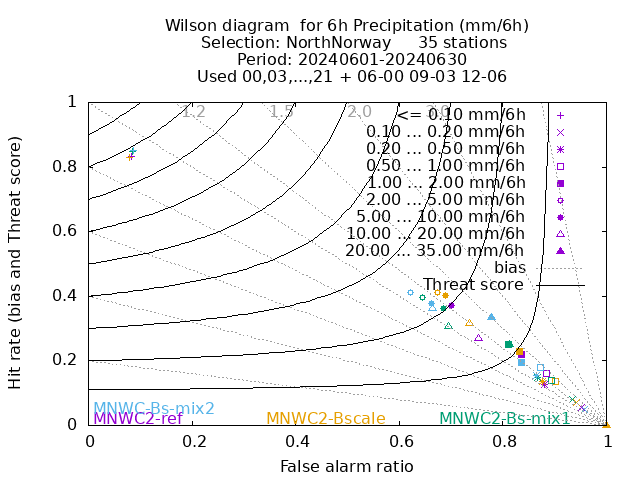 Wilson diagram  for 6h Precipitation (mm/6h)
Selection: NorthNorway     35 stations
Period: 20240601-20240630
Used 00,03,...,21 + 06-00 09-03 12-06
1.2 1.5 2.0 3.0
<= 0.10 mm/6h
0.10 ... 0.20 mm/6h
0.20 ... 0.50 mm/6h
0.50 ... 1.00 mm/6h
1.00 ... 2.00 mm/6h
2.00 ... 5.00 mm/6h
5.00 ... 10.00 mm/6h
10.00 ... 20.00 mm/6h
20.00 ... 35.00 mm/6h
bias
Threat score
Hit rate (bias and Threat score)
1
0.8
0.6
0.4
0.2
0
MNWC-Bs-mix2
MNWC2-ref MNWC2-Bscale MNWC2-Bs-mix1
0 0.2 0.4 0.6 0.8 1
False alarm ratio